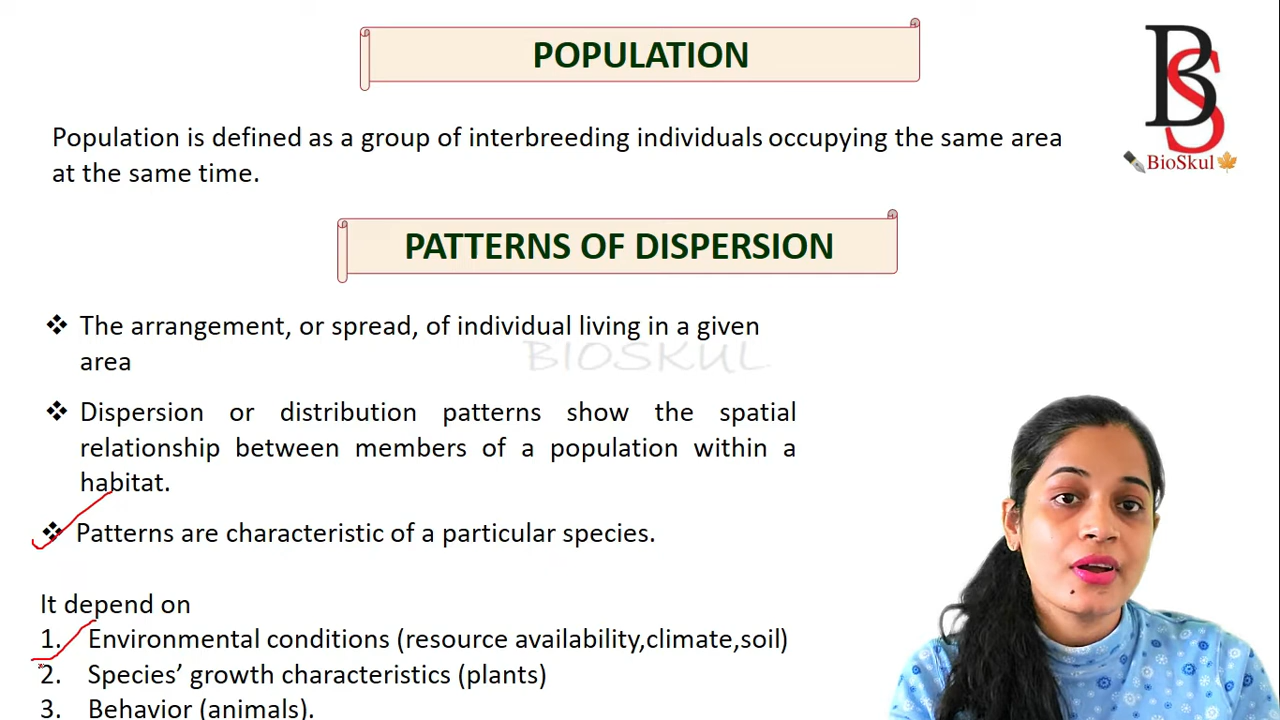 POPULATION
BS
BioSkul
Population is defined as a group of interbreeding individuals occupying the same area
at the same time.
PATTERNS OF DISPERSION
❖ The arrangement, or spread, of individual living in a given
area
BIOSKUL
❖ Dispersion or distribution patterns show the spatial
relationship between members of a population within a
habitat.
❖ Patterns are characteristic of a particular species.
It depend on
1. Environmental conditions (resource availability,climate,soil)
2. Species’ growth characteristics (plants)
3. Behavior (animals).